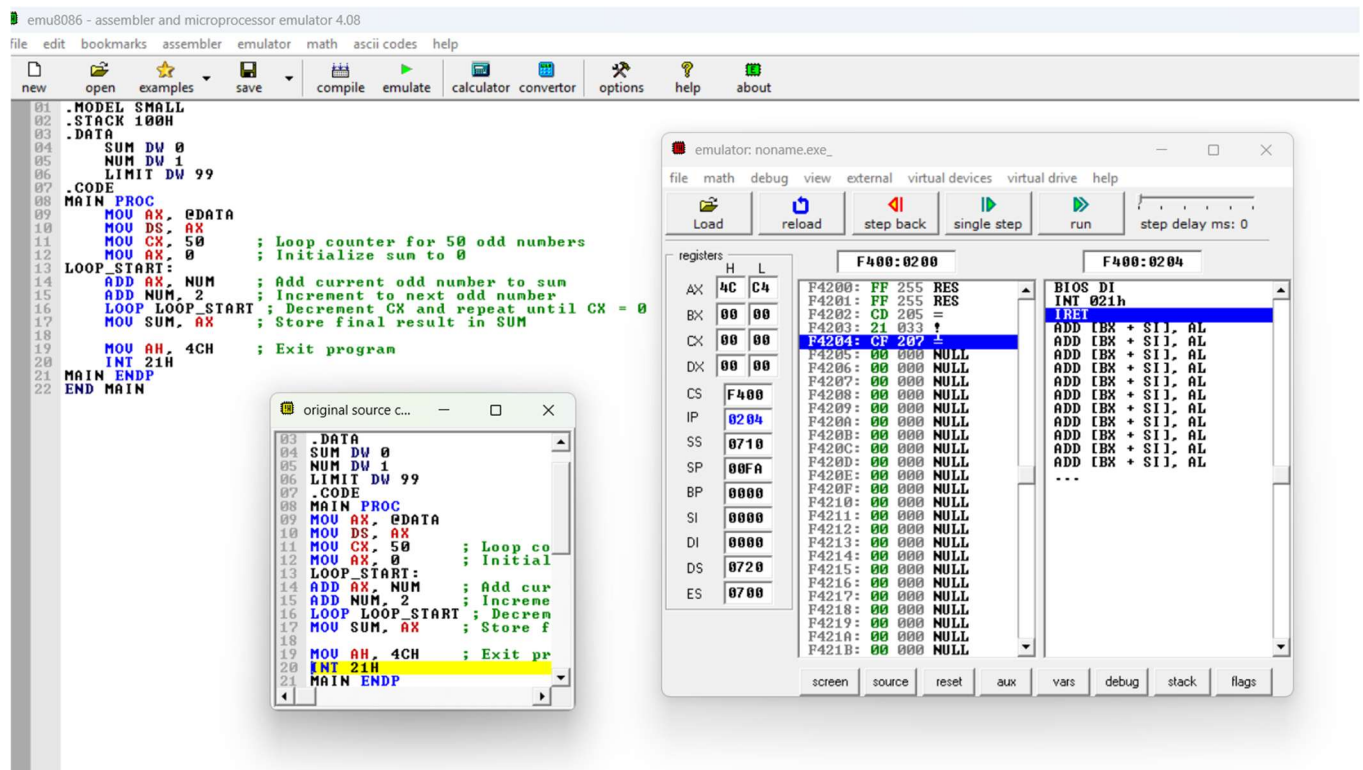 emu8086 - assembler and microprocessor emulator 4.08
file edit bookmarks assembler emulator math ascii codes help
new open examples save compile emulate calculator convertor options help about
01 .MODEL SMALL
02 .STACK 100H
03 .DATA
04 SUM DW 0
05 NUM DW 1
06 LIMIT DW 99
07 .CODE
08 MAIN PROC
09 MOV AX, @DATA
10 MOV DS, AX
11 MOV CX, 50 ; Loop counter for 50 odd numbers
12 MOV AX, 0 ; Initialize sum to 0
13 LOOP_START:
14 ADD AX, NUM ; Add current odd number to sum
15 ADD NUM, 2 ; Increment to next odd number
16 LOOP LOOP_START ; Decrement CX and repeat until CX = 0
17 MOV SUM, AX ; Store final result in SUM
18
19 MOV AH, 4CH ; Exit program
20 INT 21H
21 MAIN ENDP
22 END MAIN
original source c...
03 .DATA
04 SUM DW 0
05 NUM DW 1
06 LIMIT DW 99
07 .CODE
08 MAIN PROC
09 MOV AX, @DATA
10 MOV DS, AX
11 MOV CX, 50 ; Loop co
12 MOV AX, 0 ; Initial
13 LOOP_START:
14 ADD AX, NUM ; Add cur
15 ADD NUM, 2 ; Increme
16 LOOP LOOP_START ; Decrem
17 MOV SUM, AX ; Store f
18
19 MOV AH, 4CH ; Exit pr
20 INT 21H
21 MAIN ENDP
emulator: noname.exe_
file math debug view external virtual devices virtual drive help
Load reload step back single step run step delay ms: 0
registers
H L
AX 4C C4
BX 00 00
CX 00 00
DX 00 00
CS F400
IP 0204
SS 0710
SP 00FA
BP 0000
SI 0000
DI 0000
DS 0720
ES 0700
F400:0200
F4200: FF 255 RES
F4201: FF 255 RES
F4202: CD 205 =
F4203: 21 033 !
F4204: CF 207 ╧
F4205: 00 000 NULL
F4206: 00 000 NULL
F4207: 00 000 NULL
F4208: 00 000 NULL
F4209: 00 000 NULL
F420A: 00 000 NULL
F420B: 00 000 NULL
F420C: 00 000 NULL
F420D: 00 000 NULL
F420E: 00 000 NULL
F420F: 00 000 NULL
F4210: 00 000 NULL
F4211: 00 000 NULL
F4212: 00 000 NULL
F4213: 00 000 NULL
F4214: 00 000 NULL
F4215: 00 000 NULL
F4216: 00 000 NULL
F4217: 00 000 NULL
F4218: 00 000 NULL
F4219: 00 000 NULL
F421A: 00 000 NULL
F421B: 00 000 NULL
F400:0204
BIOS DI
INT 021h
IRET
ADD [BX + SI], AL
ADD [BX + SI], AL
ADD [BX + SI], AL
ADD [BX + SI], AL
ADD [BX + SI], AL
ADD [BX + SI], AL
ADD [BX + SI], AL
ADD [BX + SI], AL
ADD [BX + SI], AL
ADD [BX + SI], AL
ADD [BX + SI], AL
...
screen source reset aux vars debug stack flags